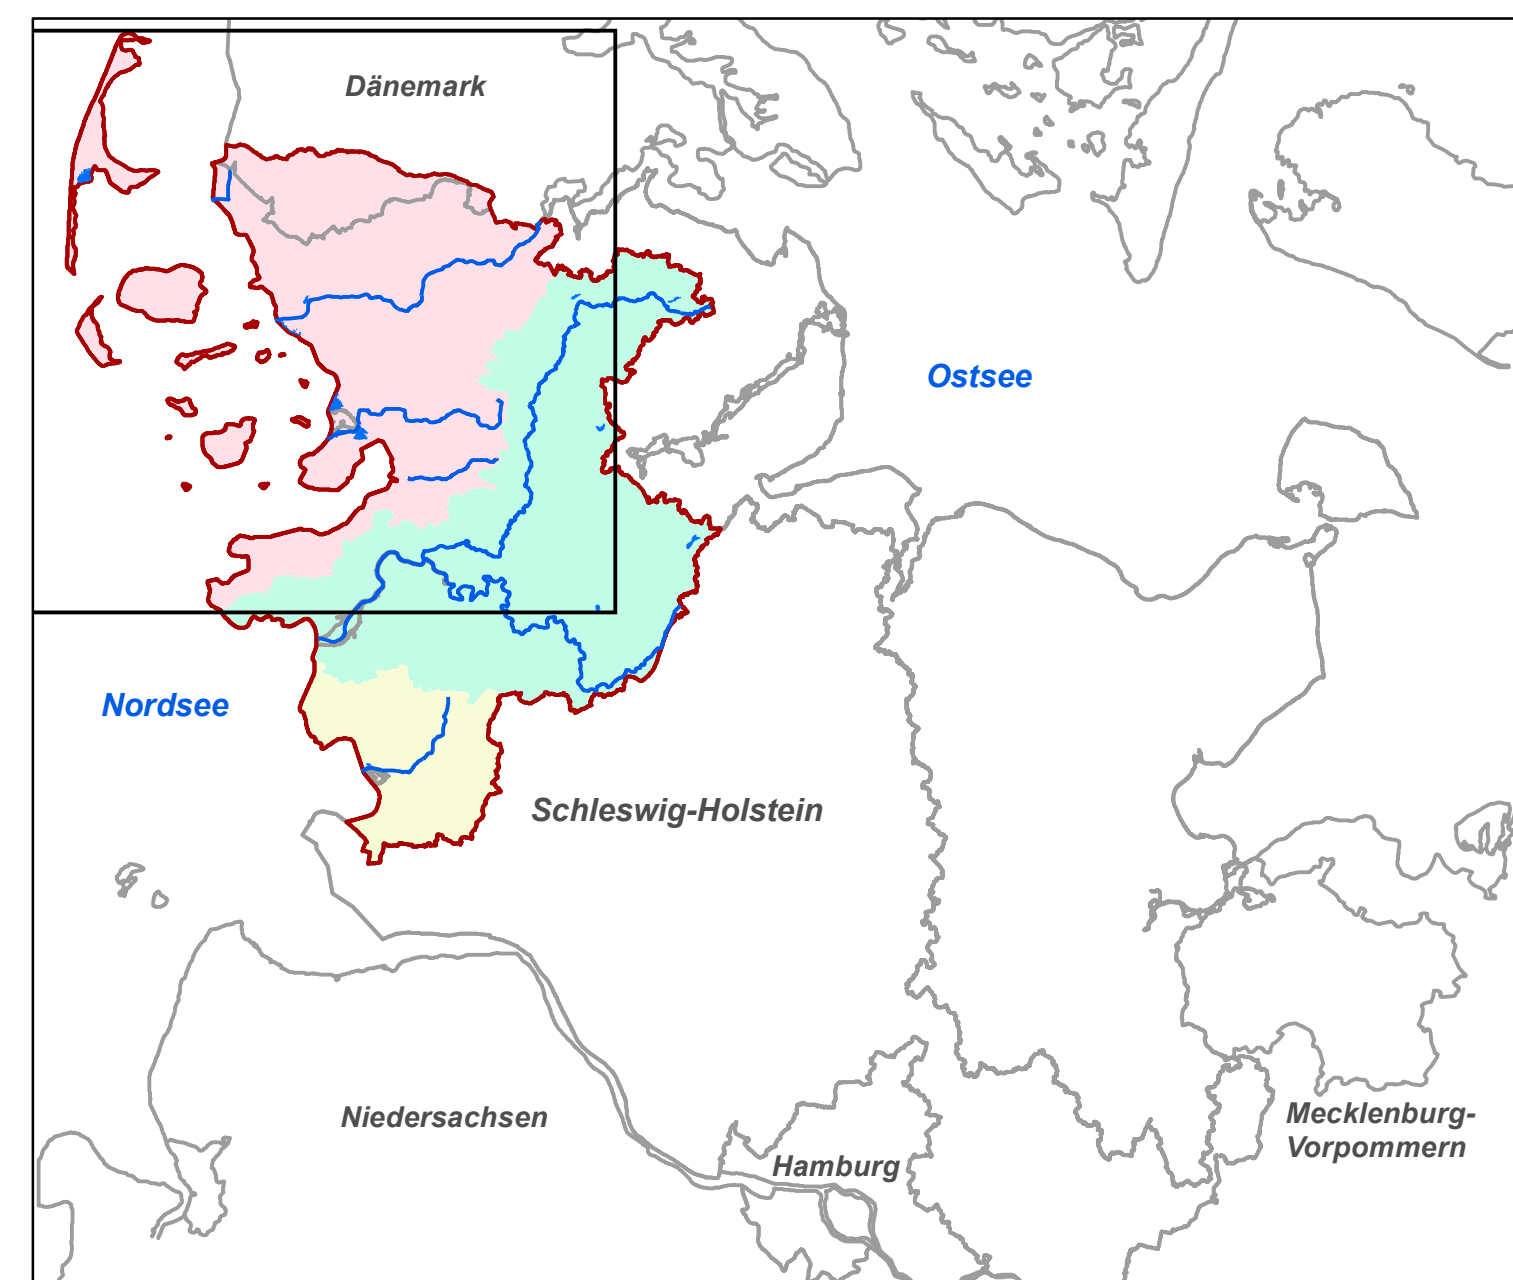 Dänemark
Ostsee
Nordsee
Schleswig-Holstein
Niedersachsen
Hamburg
Mecklenburg-
Vorpommern